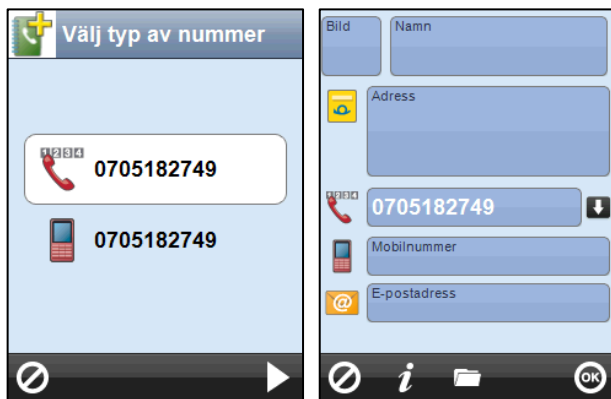 Välj typ av nummer
1234
0705182749
0705182749
Bild
Namn
Adress
1234
0705182749
Mobilnummer
E-postadress
OK